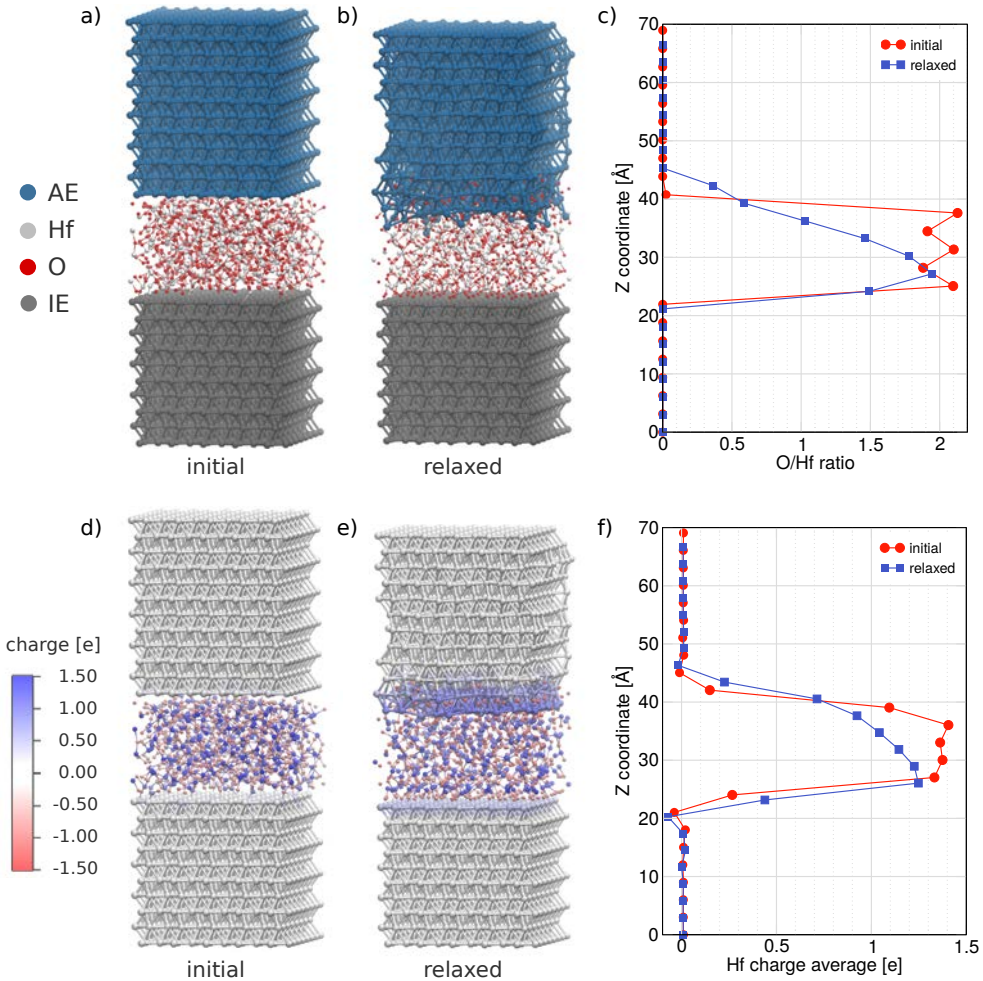 a)
b)
c)
AE
Hf
O
IE
initial
relaxed
initial
relaxed
70
60
50
40
30
20
10
0
Z coordinate [Å]
0 0.5 1 1.5 2
O/Hf ratio
d)
e)
f)
charge [e]
1.50
1.00
0.50
0.00
-0.50
-1.00
-1.50
initial
relaxed
initial
relaxed
70
60
50
40
30
20
10
0
Z coordinate [Å]
0 0.5 1 1.5
Hf charge average [e]